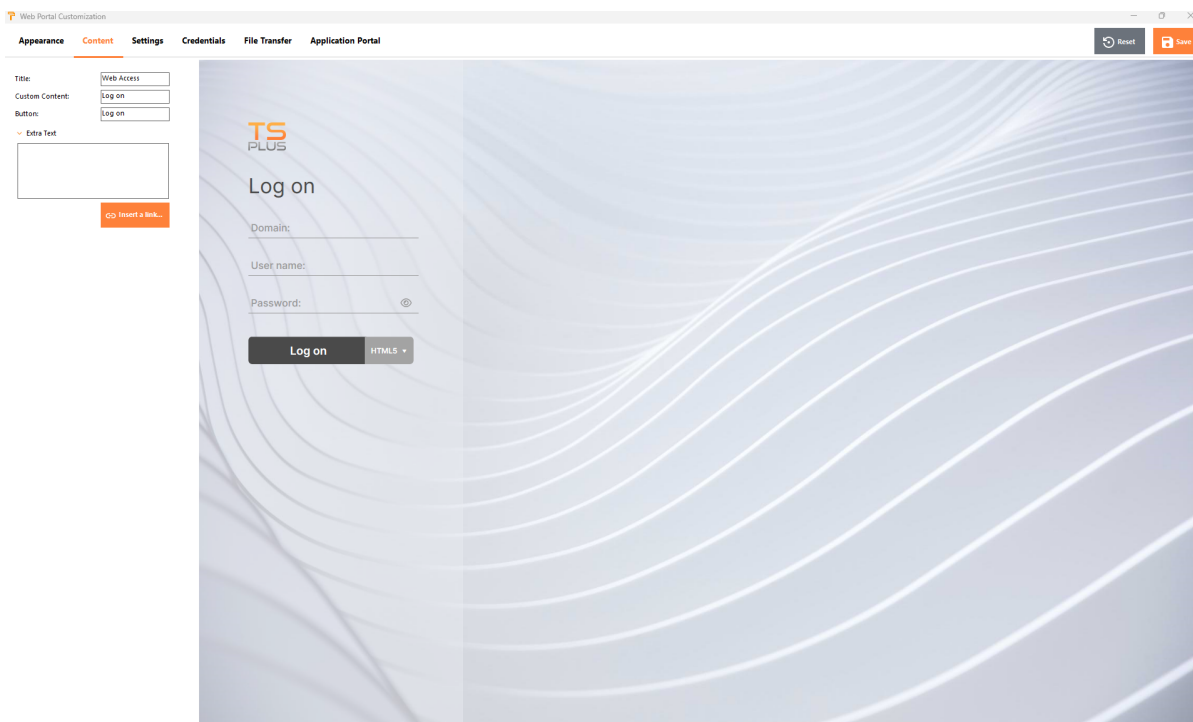 Web Portal Customization
Appearance Content Settings Credentials File Transfer Application Portal Reset Save
Title: Web Access
Custom Content: Log on
Button: Log on
Extra Text
Insert a link...
TS
PLUS
Log on
Domain:
User name:
Password:
Log on HTML5